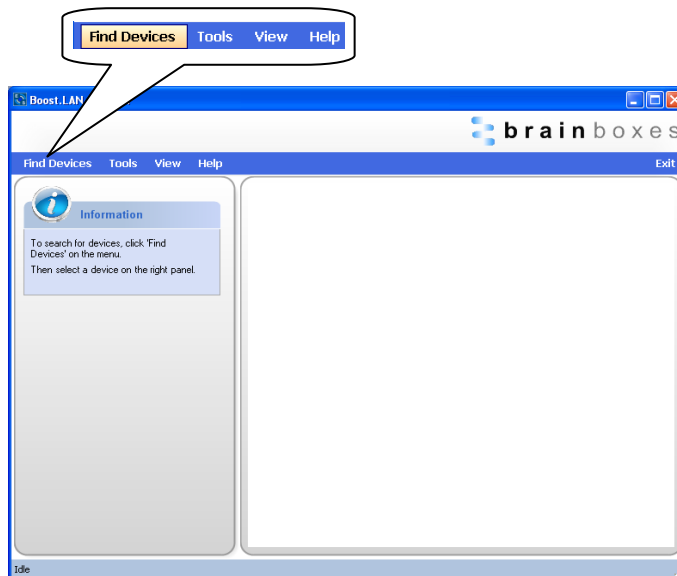 Find Devices Tools View Help
Boost.LAN
brainboxes
Find Devices Tools View Help Exit
Information
To search for devices, click 'Find
Devices' on the menu.
Then select a device on the right panel.
Idle